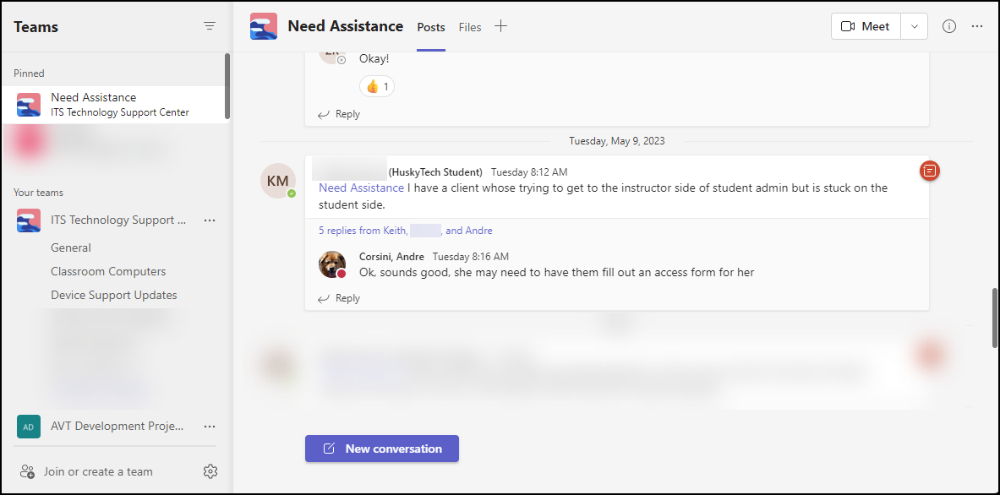 Teams
Pinned
Need Assistance
ITS Technology Support Center
Your teams
ITS Technology Support ...
General
Classroom Computers
Device Support Updates
AD
AVT Development Proje...
Join or create a team
Need Assistance Posts Files
Meet
Okay!
👍 1
Reply
Tuesday, May 9, 2023
KM
(HuskyTech Student) Tuesday 8:12 AM
Need Assistance I have a client whose trying to get to the instructor side of student admin but is stuck on the
student side.
5 replies from Keith, , and Andre
Corsini, Andre Tuesday 8:16 AM
Ok, sounds good, she may need to have them fill out an access form for her
Reply
New conversation